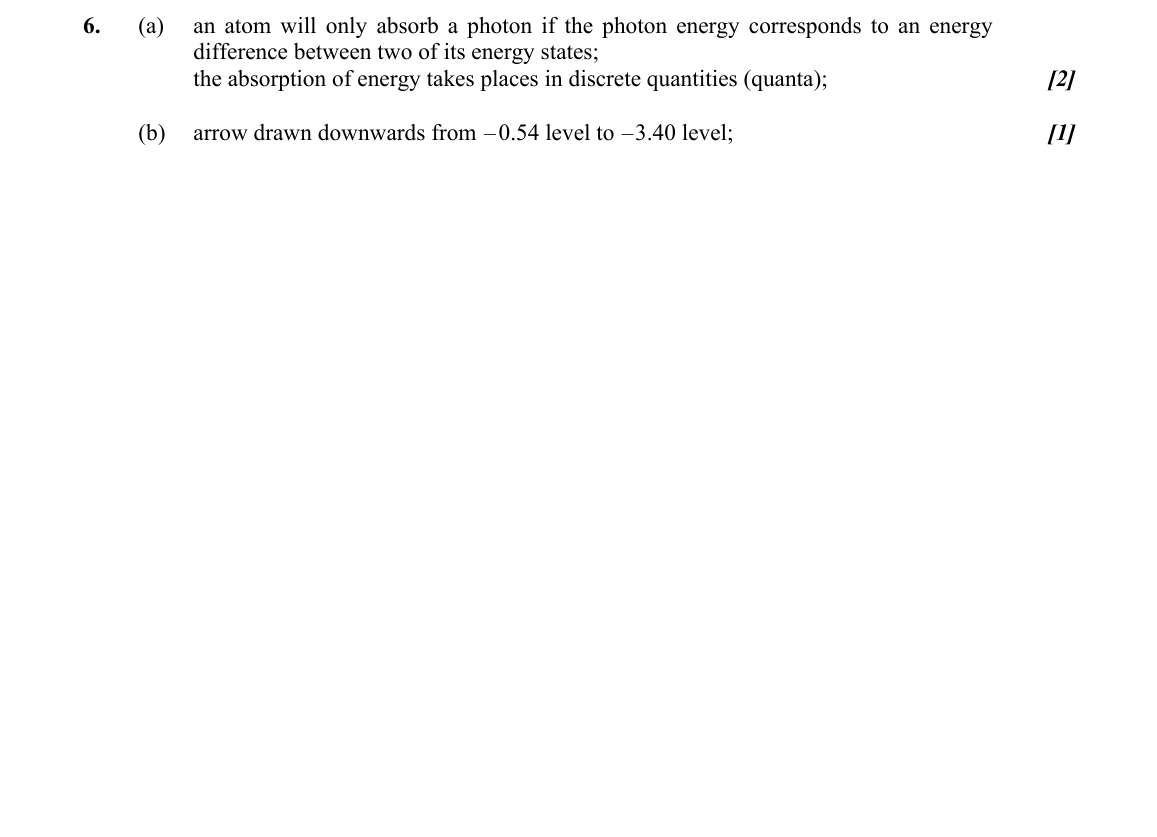 6. (a) an atom will only absorb a photon if the photon energy corresponds to an energy
difference between two of its energy states;
the absorption of energy takes places in discrete quantities (quanta); [2]
(b) arrow drawn downwards from −0.54 level to −3.40 level; [1]